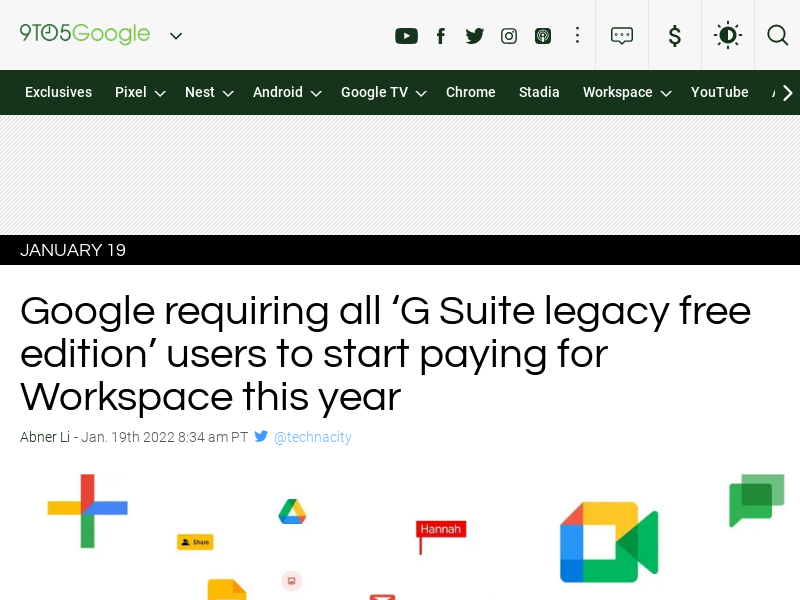 9TO5Google
Exclusives Pixel Nest Android Google TV Chrome Stadia Workspace YouTube
JANUARY 19
Google requiring all ‘G Suite legacy free
edition’ users to start paying for
Workspace this year
Abner Li - Jan. 19th 2022 8:34 am PT @technacity
Hannah
Share